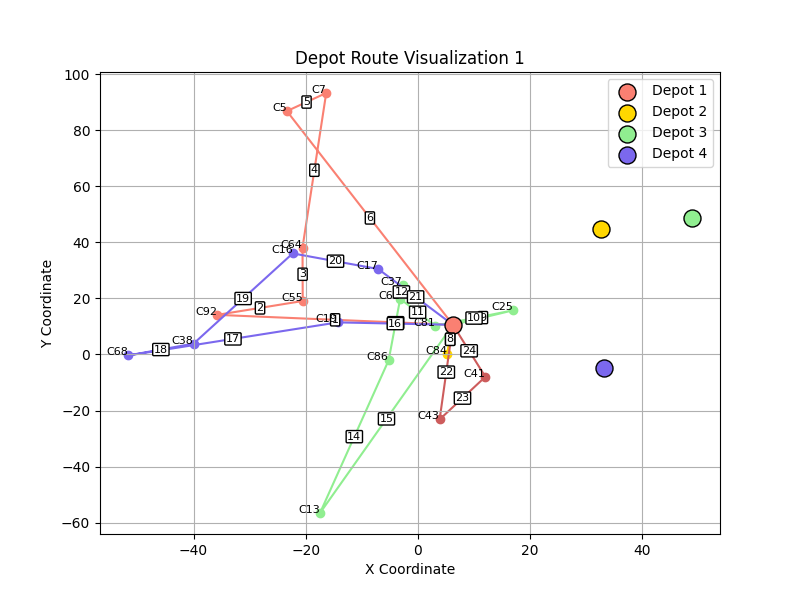 Depot Route Visualization 1
Depot 1
Depot 2
Depot 3
Depot 4
100
80
60
40
20
0
−20
−40
−60
−40
−20
0
20
40
X Coordinate
Y Coordinate
C7
C5
5
4
6
C64
C16
20
C17
3
C37
12
21
19
C55
C92
2
11
C25
1
16
C81
10
9
C38
17
8
C68
18
C84
24
C86
22
C41
23
C43
15
14
C13